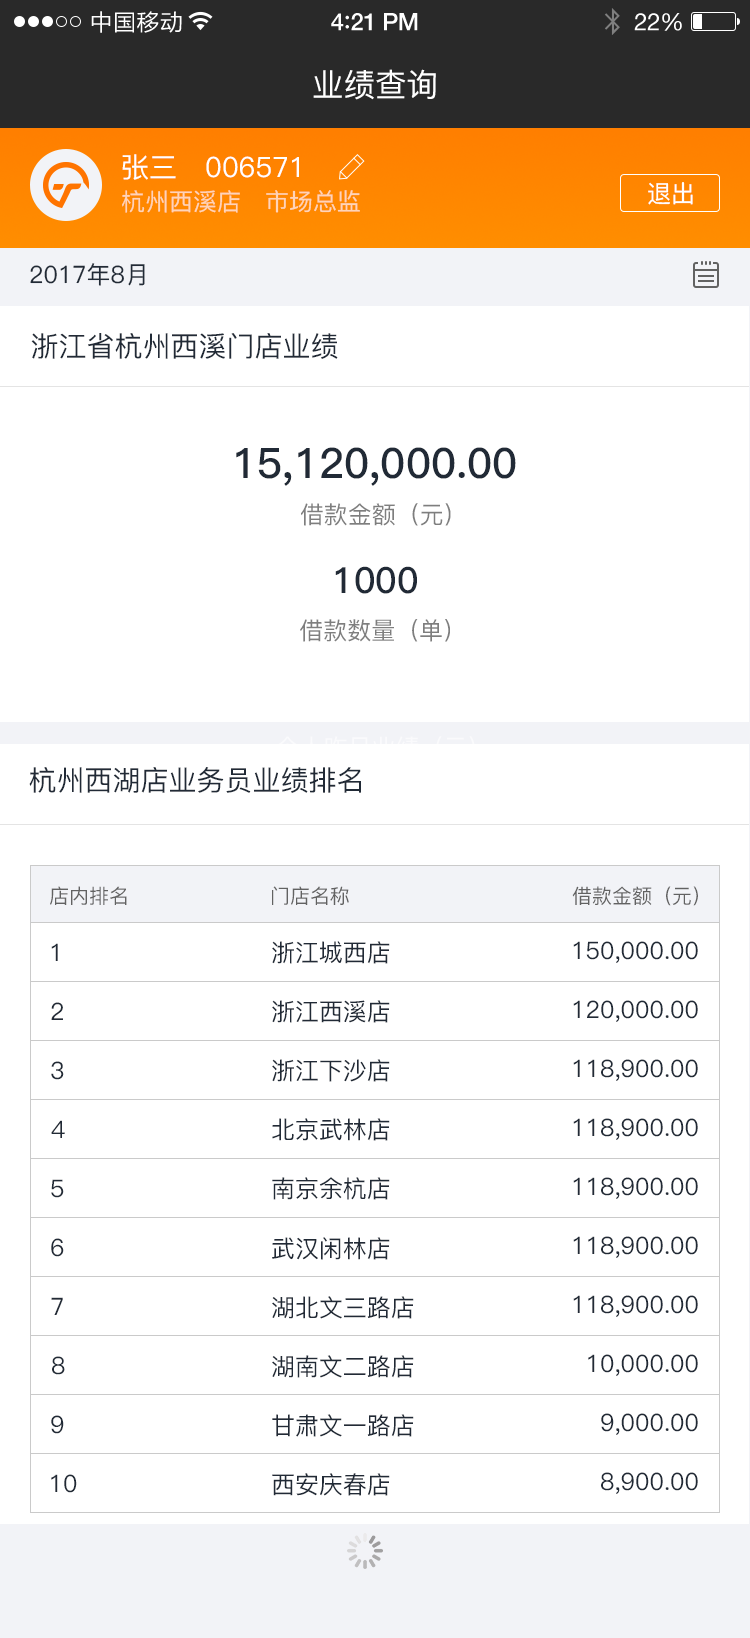 中国移动 4:21 PM 22%
业绩查询
张三 006571
杭州西溪店 市场总监
退出
2017年8月
浙江省杭州西溪门店业绩
15,120,000.00
借款金额（元）
1000
借款数量（单）
杭州西湖店业务员业绩排名
店内排名 门店名称 借款金额（元）
1 浙江城西店 150,000.00
2 浙江西溪店 120,000.00
3 浙江下沙店 118,900.00
4 北京武林店 118,900.00
5 南京余杭店 118,900.00
6 武汉闲林店 118,900.00
7 湖北文三路店 118,900.00
8 湖南文二路店 10,000.00
9 甘肃文一路店 9,000.00
10 西安庆春店 8,900.00